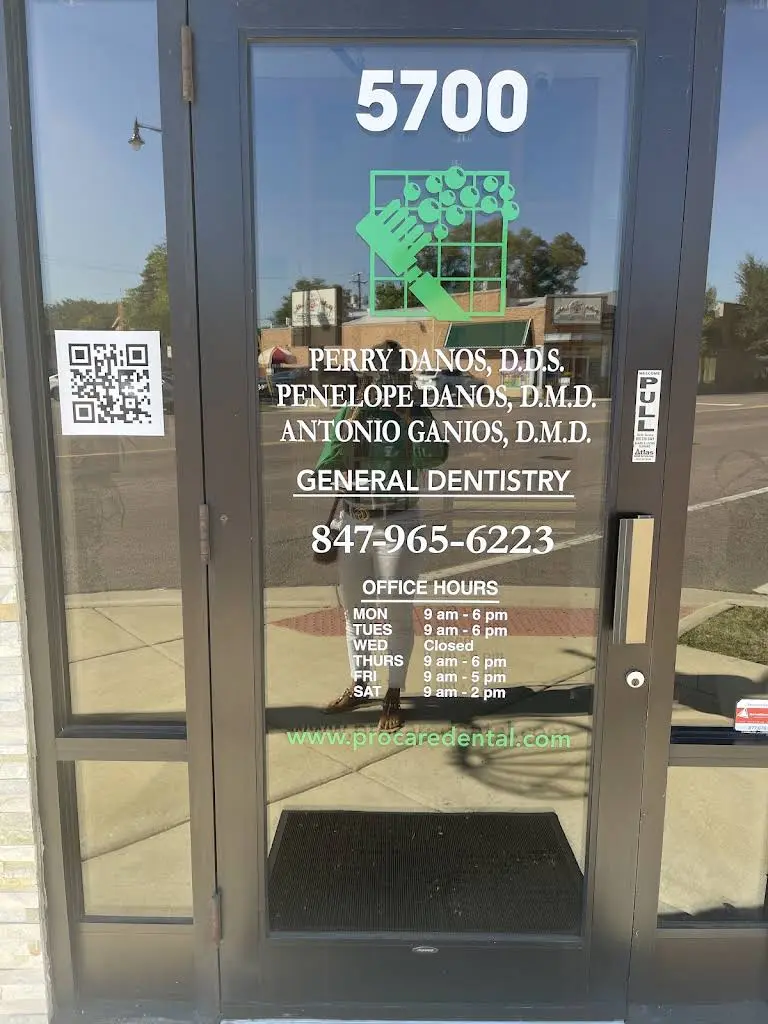 5700
PERRY DANOS, D.D.S.
PENELOPE DANOS, D.M.D.
ANTONIO GANIOS, D.M.D.
GENERAL DENTISTRY
847-965-6223
OFFICE HOURS
MON 9 am - 6 pm
TUES 9 am - 6 pm
WED Closed
THURS 9 am - 6 pm
FRI 9 am - 5 pm
SAT 9 am - 2 pm
www.procaredental.com
WELCOME
PULL
Atlas